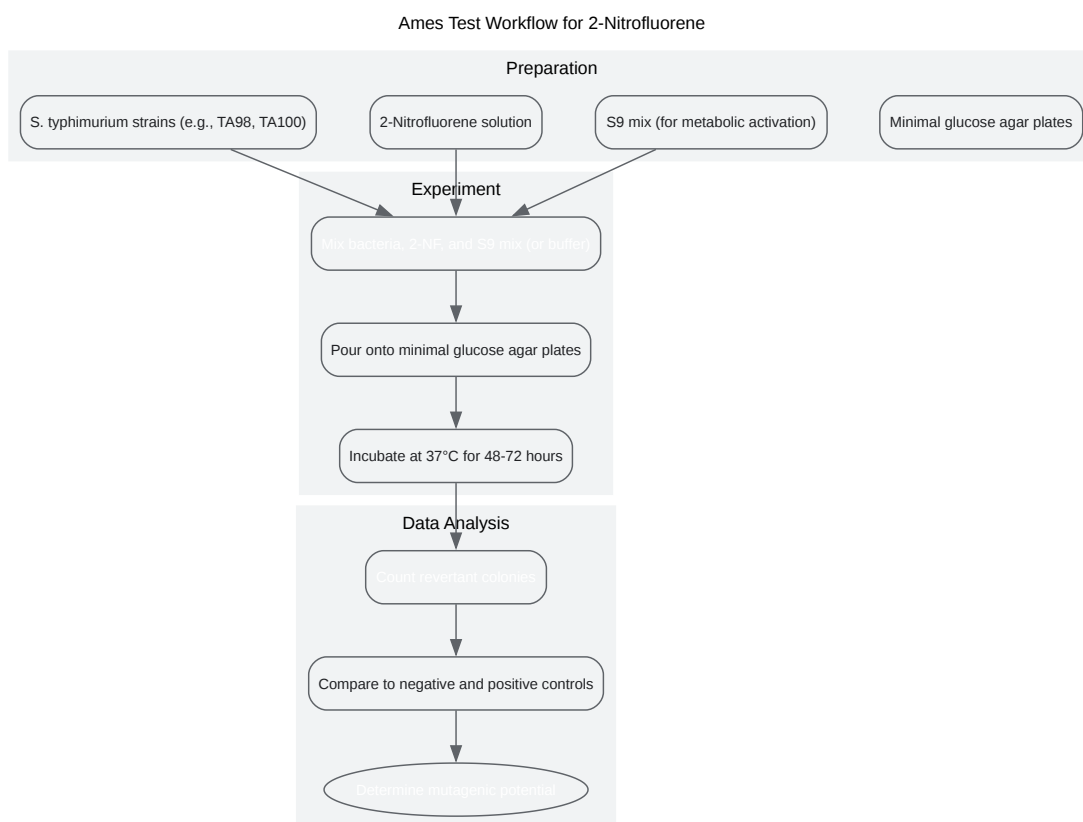 Ames Test Workflow for 2-Nitrofluorene
Preparation
S. typhimurium strains (e.g., TA98, TA100)
2-Nitrofluorene solution
S9 mix (for metabolic activation)
Minimal glucose agar plates
Experiment
Mix bacteria, 2-NF, and S9 mix (or buffer)
Pour onto minimal glucose agar plates
Incubate at 37°C for 48-72 hours
Data Analysis
Count revertant colonies
Compare to negative and positive controls
Determine mutagenic potential